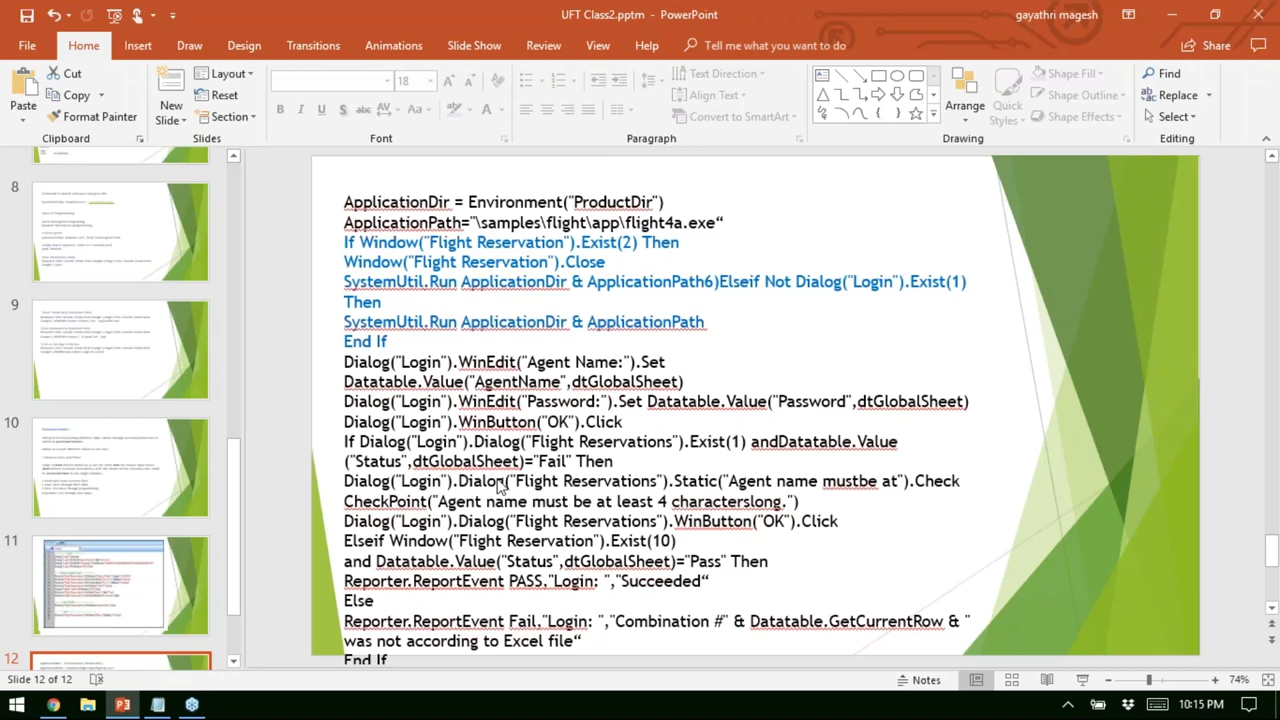 UFT Class2.pptm - PowerPoint
gayathri magesh
File
Home
Insert
Draw
Design
Transitions
Animations
Slide Show
Review
View
Help
Tell me what you want to do
Share
Paste
Cut
Copy
Format Painter
Clipboard
New
Slide
Layout
Reset
Section
Slides
18
Font
Paragraph
Text Direction
Align Text
Convert to SmartArt
Arrange
Quick
Styles
Shape Fill
Shape Outline
Shape Effects
Drawing
Find
Replace
Select
Editing
8
9
10
11
12
ApplicationDir = Environment("ProductDir")
ApplicationPath="\samples\flight\app\flight4a.exe“
If Window("Flight Reservation").Exist(2) Then
Window("Flight Reservation").Close
SystemUtil.Run ApplicationDir & ApplicationPath6)Elseif Not Dialog("Login").Exist(1)
Then
SystemUtil.Run ApplicationDir & ApplicationPath
End If
Dialog("Login").WinEdit("Agent Name:").Set
Datatable.Value("AgentName",dtGlobalSheet)
Dialog("Login").WinEdit("Password:").Set Datatable.Value("Password",dtGlobalSheet)
Dialog("Login").WinButton("OK").Click
If Dialog("Login").Dialog("Flight Reservations").Exist(1) andDatatable.Value
("Status",dtGlobalSheet)="Fail" Then
Dialog("Login").Dialog("Flight Reservations").Static("Agent name mustbe at").Check
CheckPoint("Agent name must be at least 4 characterslong.")
Dialog("Login").Dialog("Flight Reservations").WinButton("OK").Click
Elseif Window("Flight Reservation").Exist(10)
and Datatable.Value("Status",dtGlobalSheet)="Pass" Then
Reporter.ReportEvent PASS,"Login: ","Succeeded“
Else
Reporter.ReportEvent Fail,"Login: ","Combination #" & Datatable.GetCurrentRow & "
was not according to Excel file“
End If
Slide 12 of 12
Notes
74%
10:15 PM